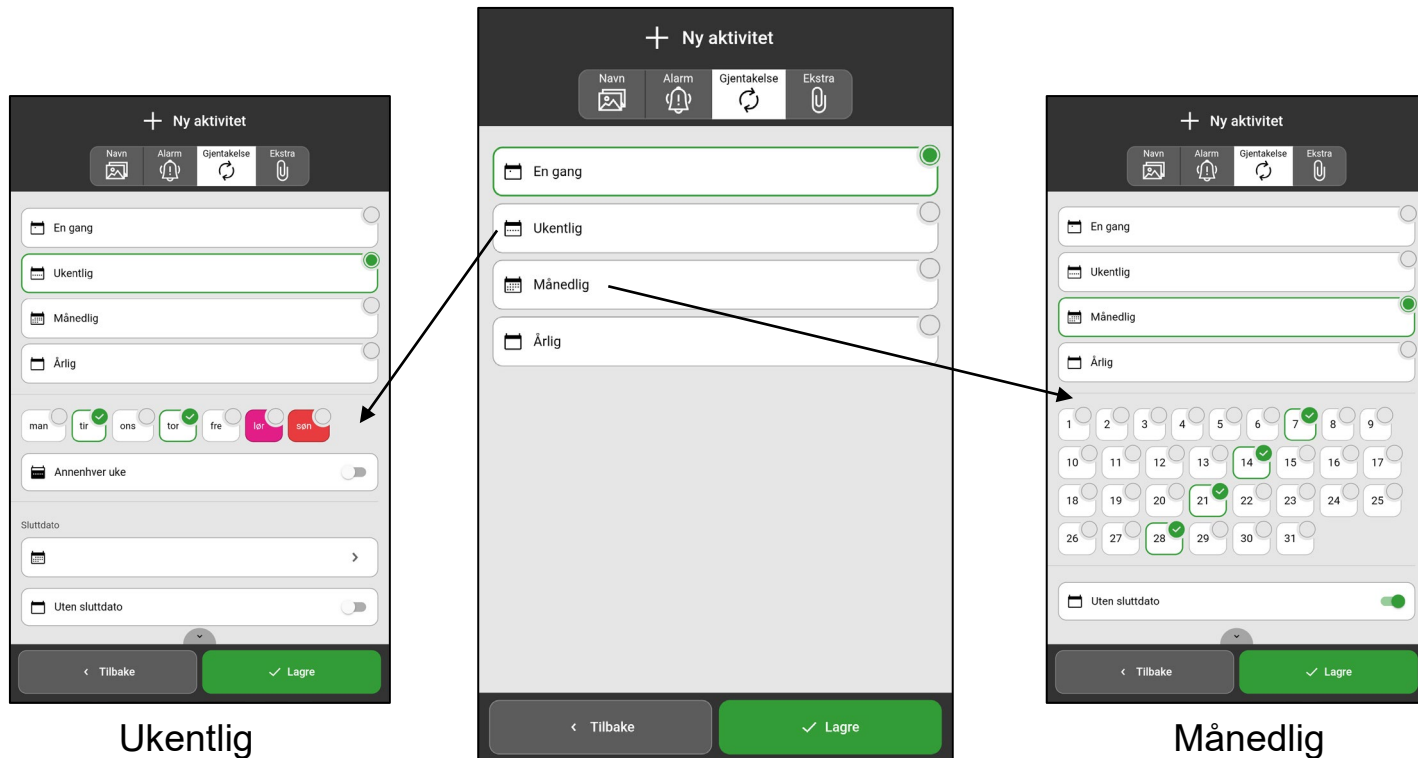 Ny aktivitet
Navn Alarm Gjentakelse Ekstra
En gang
Ukentlig
Månedlig
Årlig
man tir ons tor fre lør søn
Annenhver uke
Sluttdato
Uten sluttdato
Tilbake Lagre
Ukentlig
Ny aktivitet
Navn Alarm Gjentakelse Ekstra
En gang
Ukentlig
Månedlig
Årlig
Tilbake Lagre
Ny aktivitet
Navn Alarm Gjentakelse Ekstra
En gang
Ukentlig
Månedlig
Årlig
1 2 3 4 5 6 7 8 9
10 11 12 13 14 15 16 17
18 19 20 21 22 23 24 25
26 27 28 29 30 31
Uten sluttdato
Tilbake Lagre
Månedlig